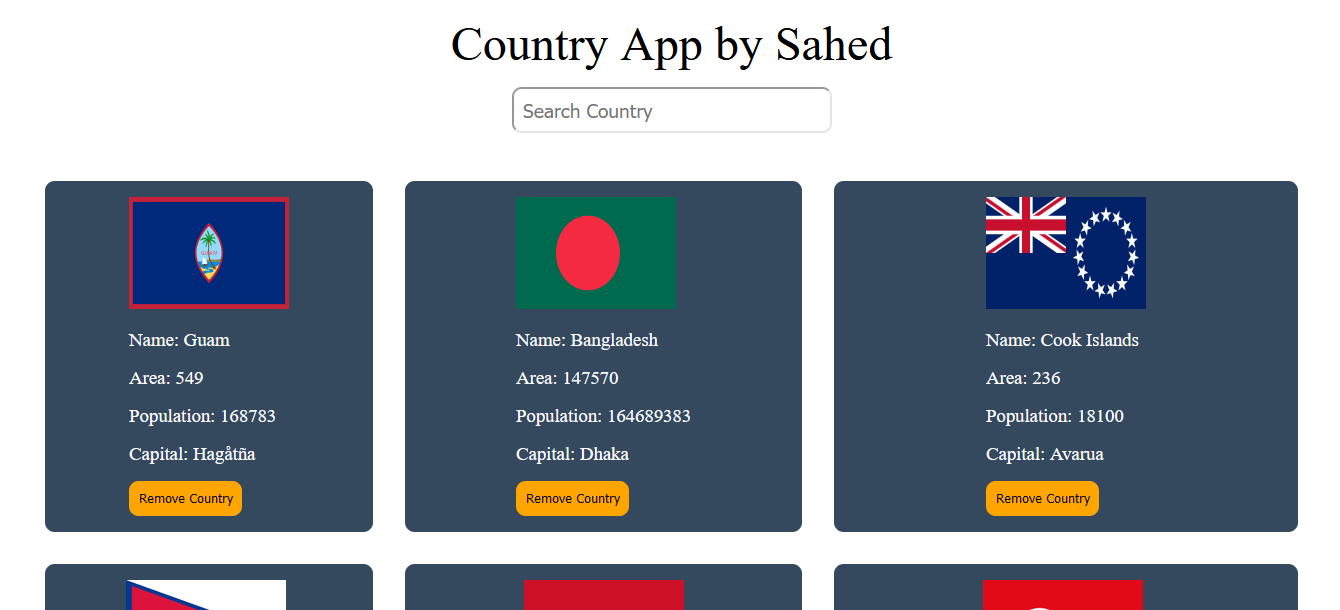 Country App by Sahed
Search Country
GUAM
Name: Guam
Area: 549
Population: 168783
Capital: Hagåtña
Remove Country
Name: Bangladesh
Area: 147570
Population: 164689383
Capital: Dhaka
Remove Country
Name: Cook Islands
Area: 236
Population: 18100
Capital: Avarua
Remove Country